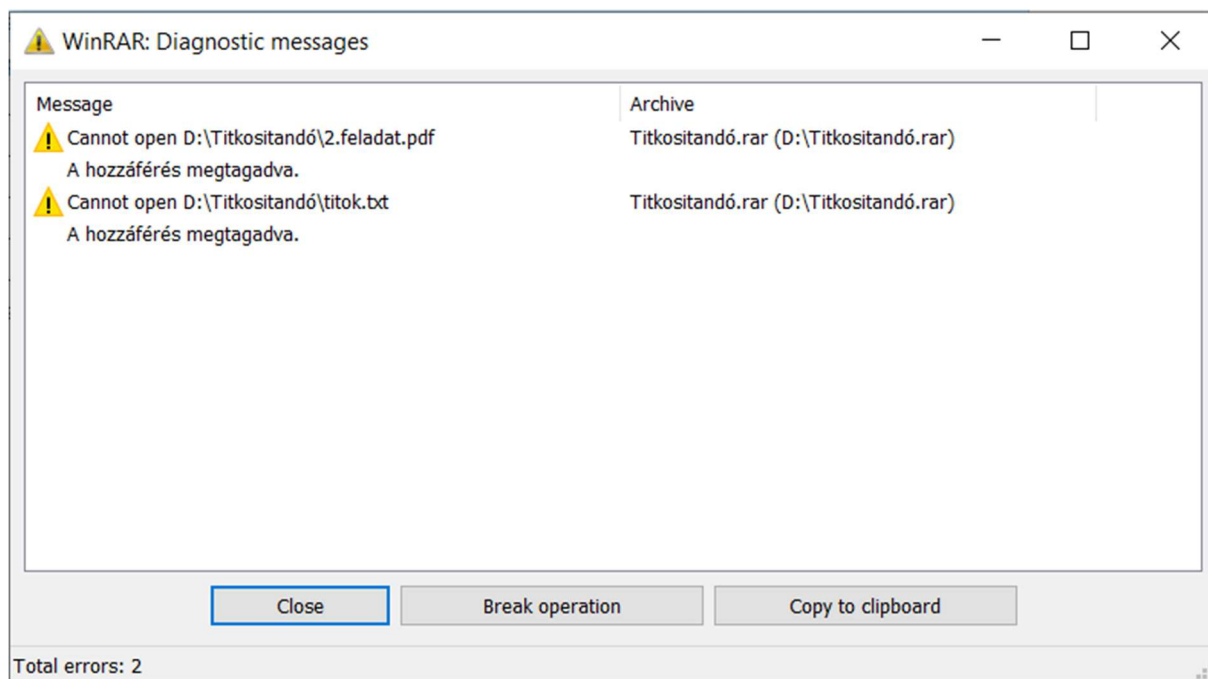 WinRAR: Diagnostic messages
Message Archive
Cannot open D:\Titkositandó\2.feladat.pdf Titkositandó.rar (D:\Titkositandó.rar)
A hozzáférés megtagadva.
Cannot open D:\Titkositandó\titok.txt Titkositandó.rar (D:\Titkositandó.rar)
A hozzáférés megtagadva.
Close Break operation Copy to clipboard
Total errors: 2